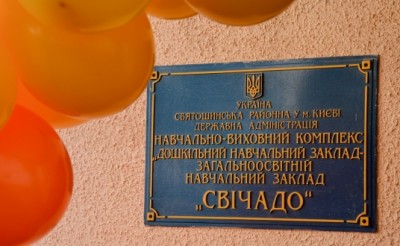 УКРАЇНА
СВЯТОШИНСЬКА РАЙОННА У М. КИЄВІ
ДЕРЖАВНА АДМІНІСТРАЦІЯ
НАВЧАЛЬНО-ВИХОВНИЙ КОМПЛЕКС
„ДОШКІЛЬНИЙ НАВЧАЛЬНИЙ ЗАКЛАД-
ЗАГАЛЬНООСВІТНІЙ
НАВЧАЛЬНИЙ ЗАКЛАД
„СВІЧАДО"